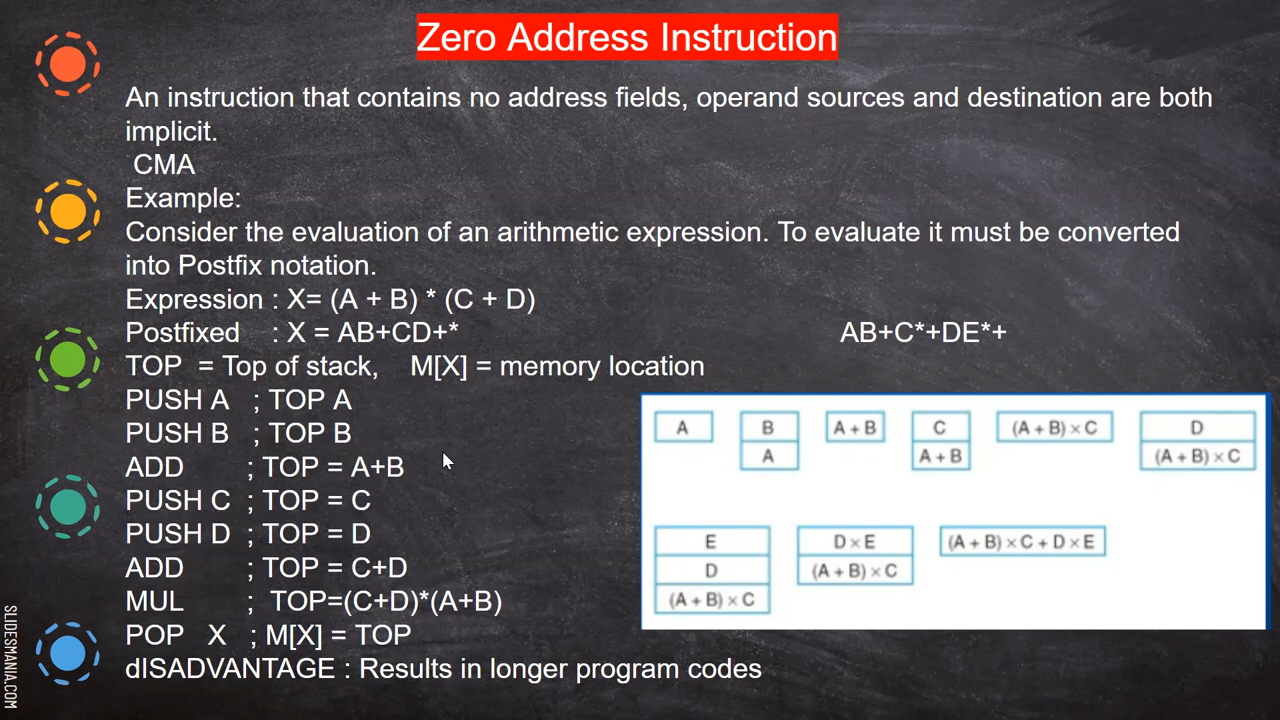 Zero Address Instruction
An instruction that contains no address fields, operand sources and destination are both
implicit.
CMA
Example:
Consider the evaluation of an arithmetic expression. To evaluate it must be converted
into Postfix notation.
Expression : X= (A + B) * (C + D)
Postfixed : X = AB+CD+*
AB+C*+DE*+
TOP = Top of stack, M[X] = memory location
PUSH A ; TOP A
PUSH B ; TOP B
ADD ; TOP = A+B
PUSH C ; TOP = C
PUSH D ; TOP = D
ADD ; TOP = C+D
MUL ; TOP=(C+D)*(A+B)
POP X ; M[X] = TOP
dISADVANTAGE : Results in longer program codes
A
B
A
A + B
C
A + B
(A + B) × C
D
(A + B) × C
E
D
(A + B) × C
D × E
(A + B) × C
(A + B) × C + D × E
SLIDESMANIA.COM